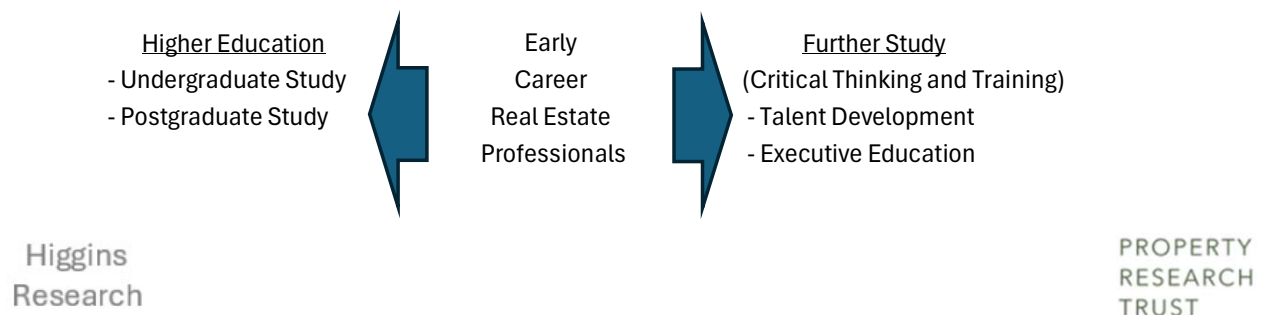 Higher Education
- Undergraduate Study
- Postgraduate Study
Early
Career
Real Estate
Professionals
Further Study
(Critical Thinking and Training)
- Talent Development
- Executive Education
Higgins
Research
PROPERTY
RESEARCH
TRUST